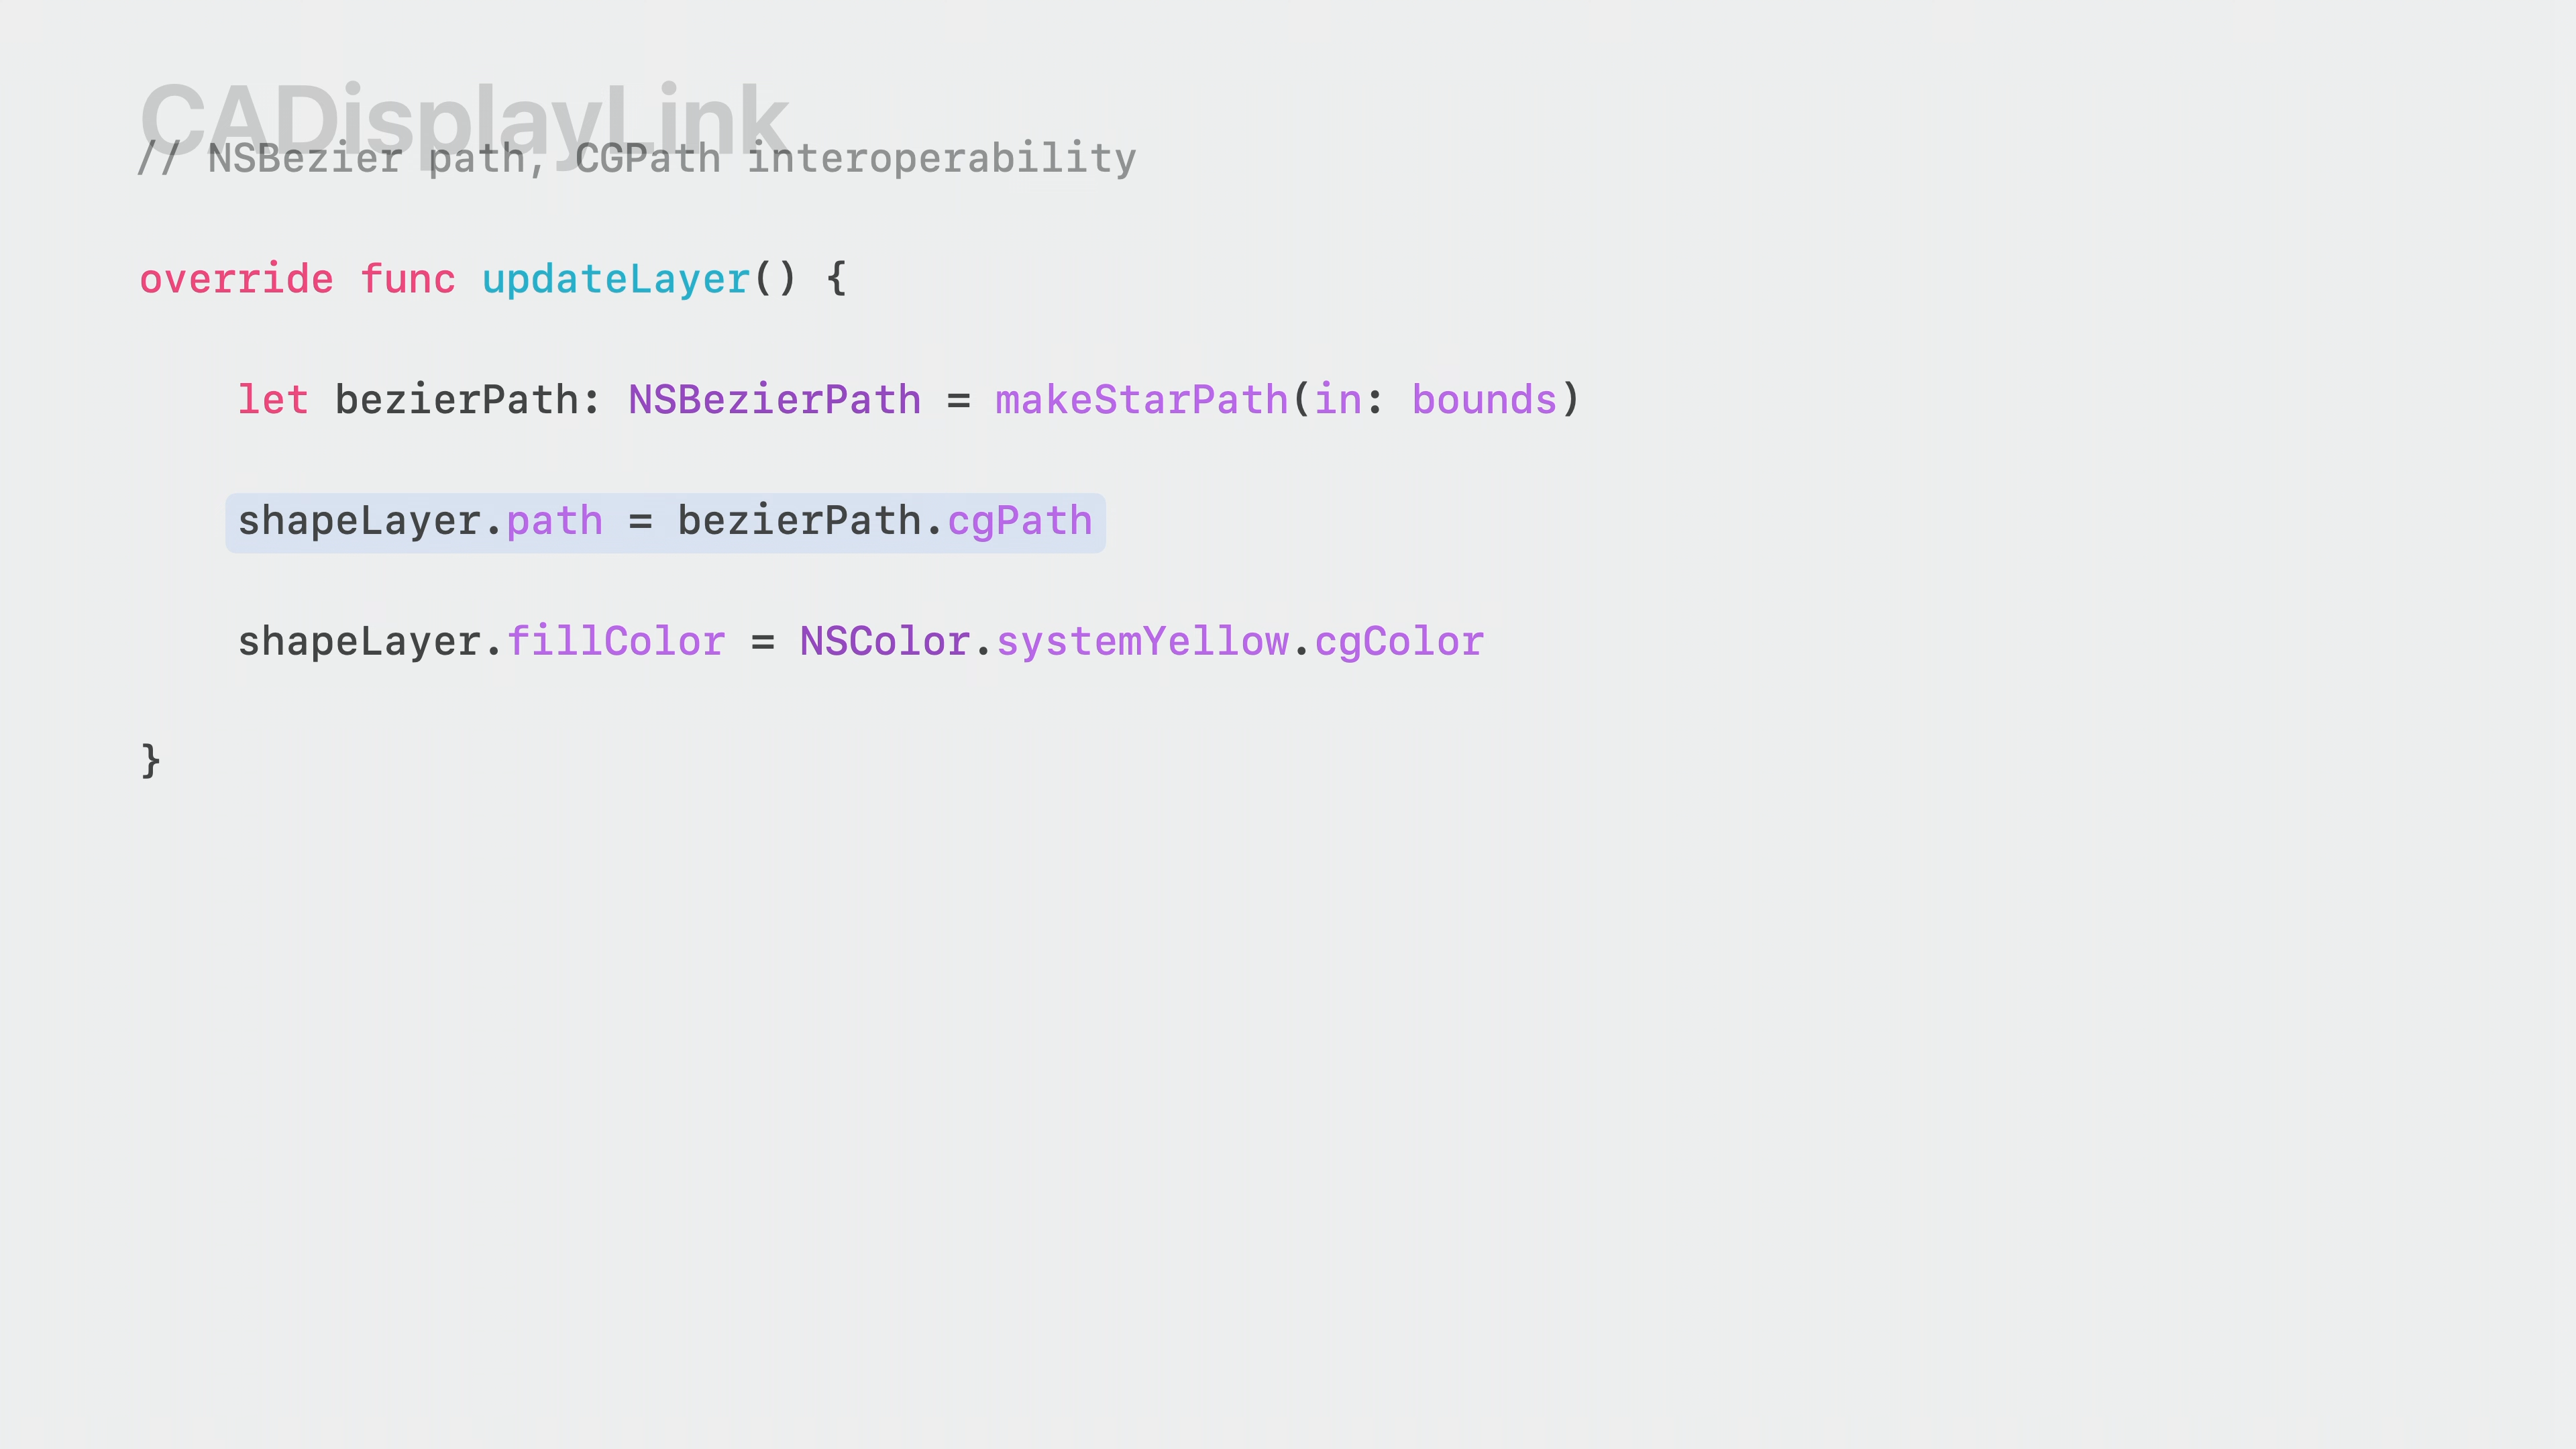 CADisplayLink
// NSBezier path, CGPath interoperability
override func updateLayer() {
let bezierPath: NSBezierPath = makeStarPath(in: bounds)
shapeLayer.path = bezierPath.cgPath
shapeLayer.fillColor = NSColor.systemYellow.cgColor
}